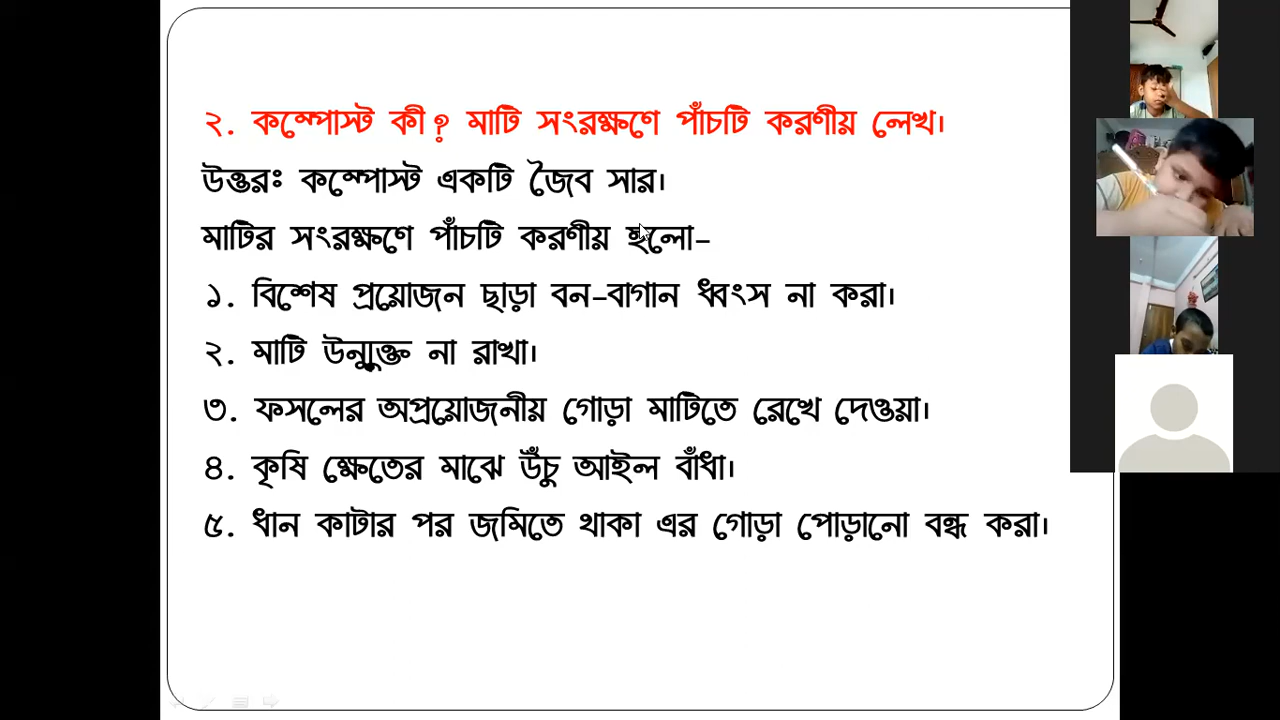 ২. কম্পোস্ট কী? মাটি সংরক্ষণে পাঁচটি করণীয় লেখ।
উত্তরঃ কম্পোস্ট একটি জৈব সার।
মাটির সংরক্ষণে পাঁচটি করণীয় হলো-
১. বিশেষ প্রয়োজন ছাড়া বন-বাগান ধ্বংস না করা।
২. মাটি উন্মুক্ত না রাখা।
৩. ফসলের অপ্রয়োজনীয় গোড়া মাটিতে রেখে দেওয়া।
৪. কৃষি ক্ষেতের মাঝে উঁচু আইল বাঁধা।
৫. ধান কাটার পর জমিতে থাকা এর গোড়া পোড়ানো বন্ধ করা।